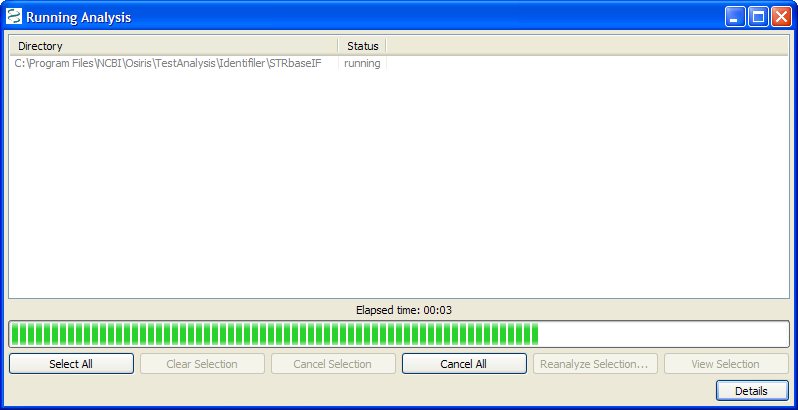 Running Analysis
Directory Status
C:\Program Files\NCBI\Osiris\TestAnalysis\Identifiler\STRbaseIF running
Elapsed time: 00:03
Select All Clear Selection Cancel Selection Cancel All Reanalyze Selection... View Selection
Details